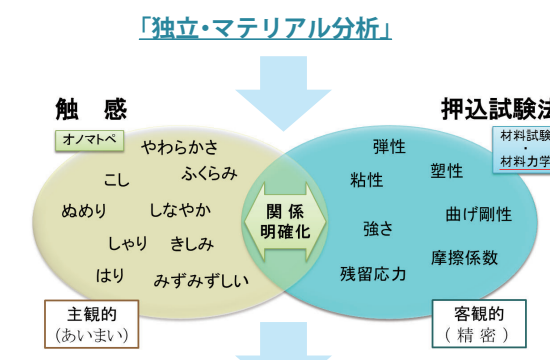 「独立・マテリアル分析」
触 感
押込試験法
オノマトペ
材料試験
・
材料力学
やわらかさ
こし
ふくらみ
ぬめり
しなやか
しゃり
きしみ
はり
みずみずしい
関 係
明確化
弾性
粘性
塑性
強さ
曲げ剛性
摩擦係数
残留応力
主観的
(あいまい)
客観的
( 精 密 )